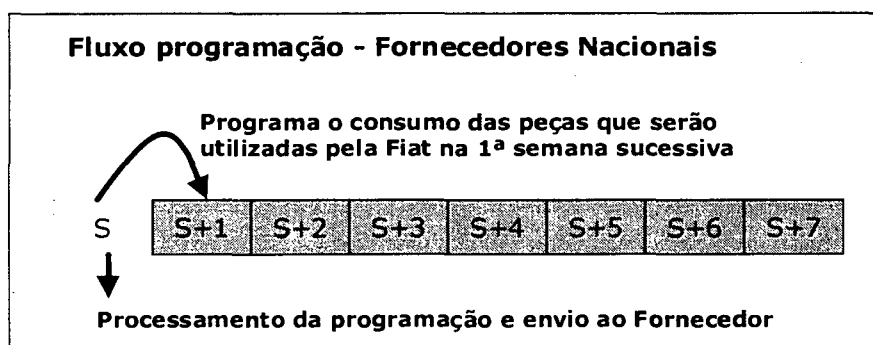 Fluxo programação - Fornecedores Nacionais
Programa o consumo das peças que serão
utilizadas pela Fiat na 1ª semana sucessiva
S S+1 S+2 S+3 S+4 S+5 S+6 S+7
Processamento da programação e envio ao Fornecedor